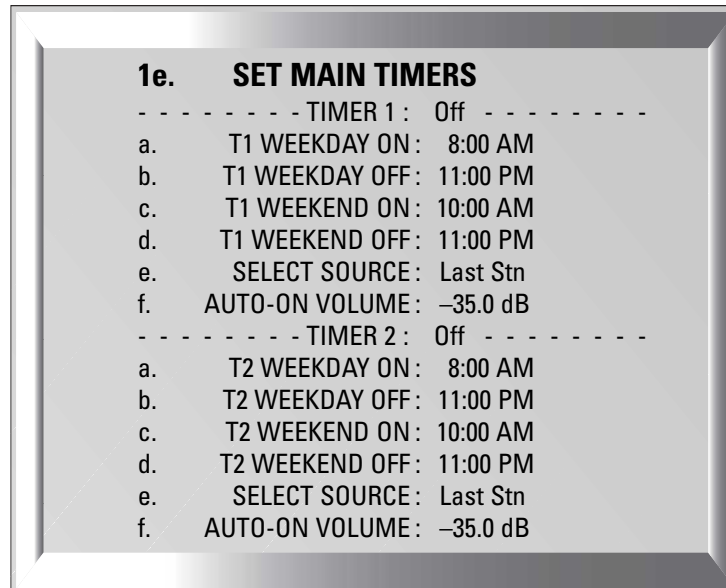 1e. SET MAIN TIMERS
- - - - - - - - TIMER 1 : Off - - - - - - - -
a. T1 WEEKDAY ON : 8:00 AM
b. T1 WEEKDAY OFF : 11:00 PM
c. T1 WEEKEND ON : 10:00 AM
d. T1 WEEKEND OFF : 11:00 PM
e. SELECT SOURCE : Last Stn
f. AUTO-ON VOLUME : –35.0 dB
- - - - - - - - TIMER 2 : Off - - - - - - - -
a. T2 WEEKDAY ON : 8:00 AM
b. T2 WEEKDAY OFF : 11:00 PM
c. T2 WEEKEND ON : 10:00 AM
d. T2 WEEKEND OFF : 11:00 PM
e. SELECT SOURCE : Last Stn
f. AUTO-ON VOLUME : –35.0 dB